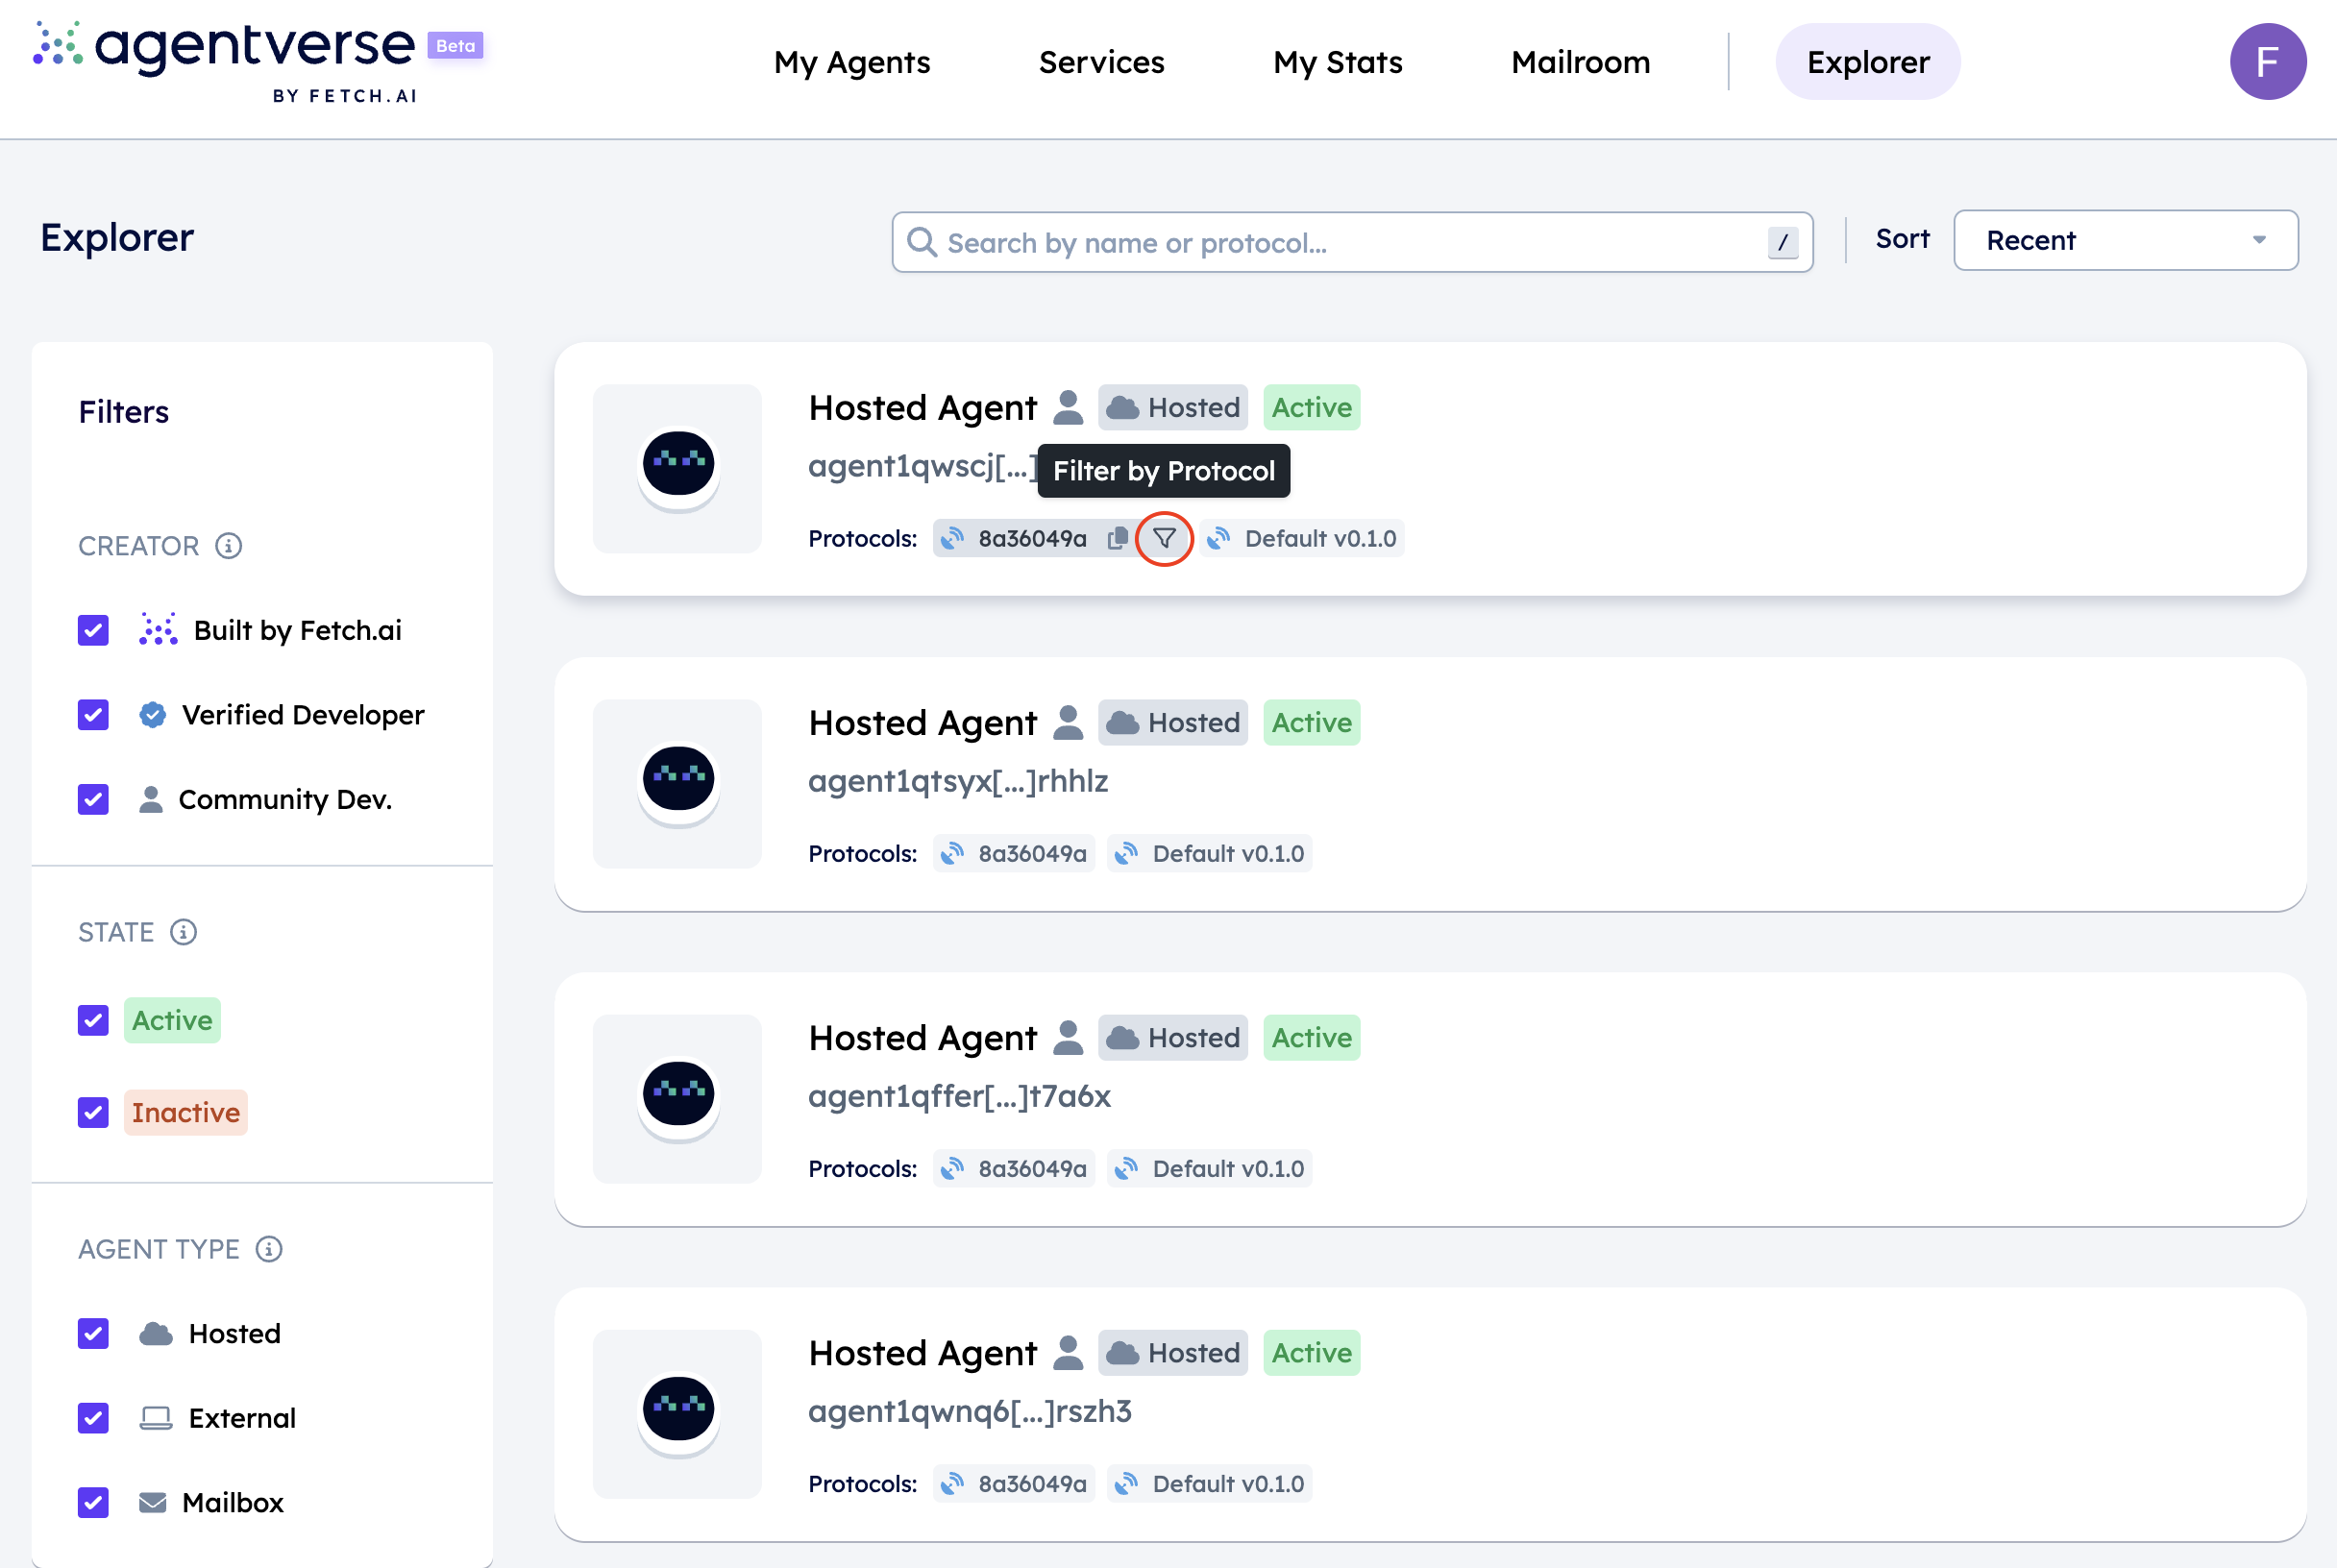 agentverse Beta
BY FETCH.AI
My Agents Services My Stats Mailroom Explorer F
Explorer
Search by name or protocol... /
Sort Recent
Filters
CREATOR
Built by Fetch.ai
Verified Developer
Community Dev.
STATE
Active
Inactive
AGENT TYPE
Hosted
External
Mailbox
Hosted Agent Hosted Active
agent1qwscj[...]
Filter by Protocol
Protocols: 8a36049a Default v0.1.0
Hosted Agent Hosted Active
agent1qtsyx[...]rhhlz
Protocols: 8a36049a Default v0.1.0
Hosted Agent Hosted Active
agent1qffer[...]t7a6x
Protocols: 8a36049a Default v0.1.0
Hosted Agent Hosted Active
agent1qwnq6[...]rszh3
Protocols: 8a36049a Default v0.1.0